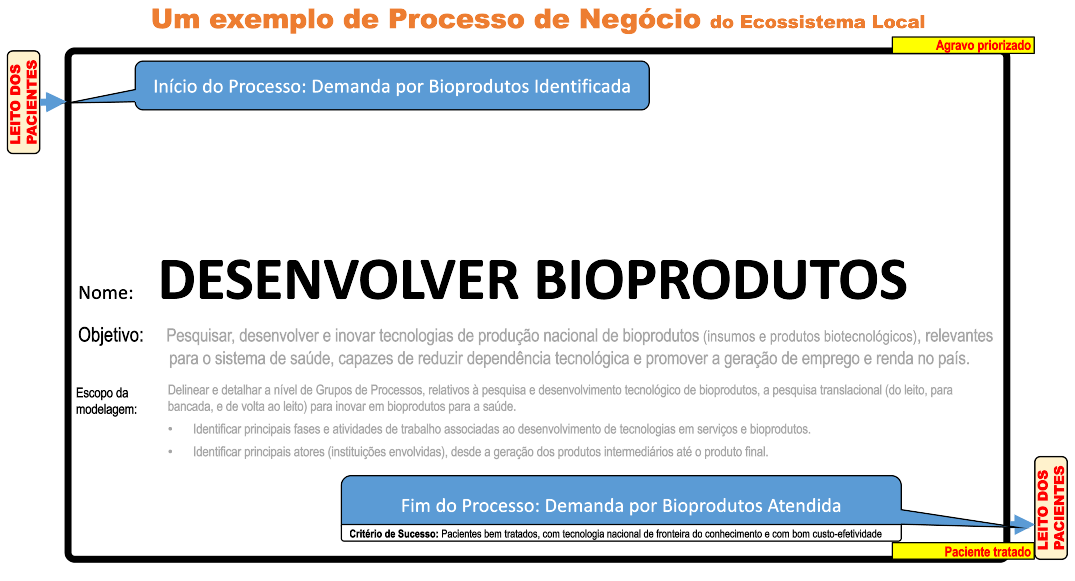 Um exemplo de Processo de Negócio do Ecossistema Local
Agravo priorizado
LEITO DOS
PACIENTES
Início do Processo: Demanda por Bioprodutos Identificada
Nome: DESENVOLVER BIOPRODUTOS
Objetivo: Pesquisar, desenvolver e inovar tecnologias de produção nacional de bioprodutos (insumos e produtos biotecnológicos), relevantes
para o sistema de saúde, capazes de reduzir dependência tecnológica e promover a geração de emprego e renda no país.
Escopo da
modelagem:
Delinear e detalhar a nível de Grupos de Processos, relativos à pesquisa e desenvolvimento tecnológico de bioprodutos, a pesquisa translacional (do leito, para
bancada, e de volta ao leito) para inovar em bioprodutos para a saúde.
• Identificar principais fases e atividades de trabalho associadas ao desenvolvimento de tecnologias em serviços e bioprodutos.
• Identificar principais atores (instituições envolvidas), desde a geração dos produtos intermediários até o produto final.
Fim do Processo: Demanda por Bioprodutos Atendida
Critério de Sucesso: Pacientes bem tratados, com tecnologia nacional de fronteira do conhecimento e com bom custo-efetividade
LEITO DOS
PACIENTES
Paciente tratado